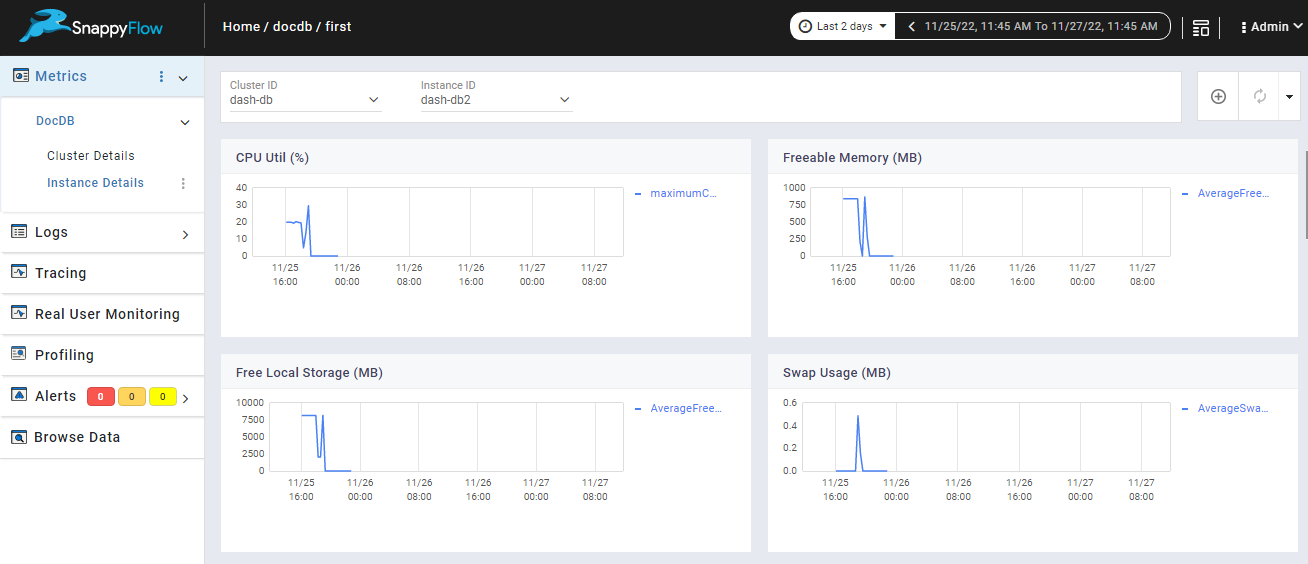 SnappyFlow
Home / docdb / first
Last 2 days
11/25/22, 11:45 AM To 11/27/22, 11:45 AM
Admin
Metrics
DocDB
Cluster Details
Instance Details
Logs
Tracing
Real User Monitoring
Profiling
Alerts 0 0 0
Browse Data
Cluster ID
dash-db
Instance ID
dash-db2
CPU Util (%)
40
30
20
10
0
11/25 11/26 11/26 11/26 11/27 11/27
16:00 00:00 08:00 16:00 00:00 08:00
maximumC...
Freeable Memory (MB)
1000
750
500
250
0
11/25 11/26 11/26 11/26 11/27 11/27
16:00 00:00 08:00 16:00 00:00 08:00
AverageFree...
Free Local Storage (MB)
10000
7500
5000
2500
0
11/25 11/26 11/26 11/26 11/27 11/27
16:00 00:00 08:00 16:00 00:00 08:00
AverageFree...
Swap Usage (MB)
0.6
0.4
0.2
0.0
11/25 11/26 11/26 11/26 11/27 11/27
16:00 00:00 08:00 16:00 00:00 08:00
AverageSwa...